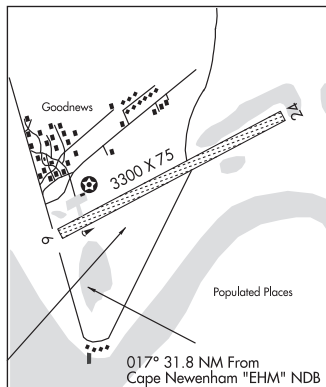 Goodnews
3300 X 75
24
6
Populated Places
017° 31.8 NM From
Cape Newenham "EHM" NDB